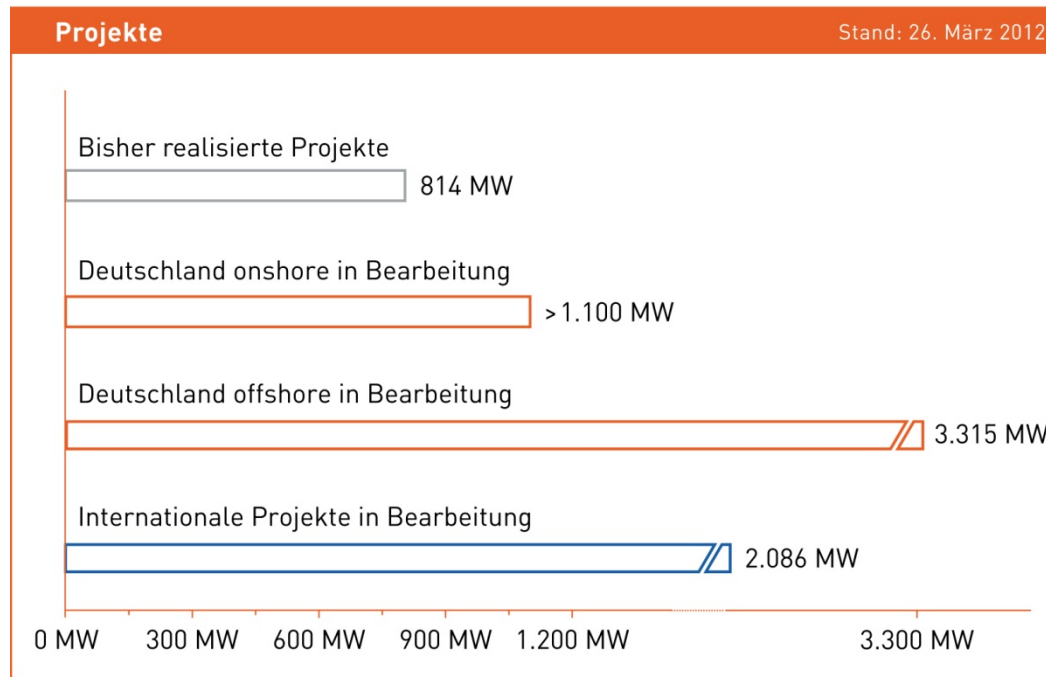 Projekte
Stand: 26. März 2012
Bisher realisierte Projekte
814 MW
Deutschland onshore in Bearbeitung
>1.100 MW
Deutschland offshore in Bearbeitung
3.315 MW
Internationale Projekte in Bearbeitung
2.086 MW
0 MW 300 MW 600 MW 900 MW 1.200 MW 3.300 MW